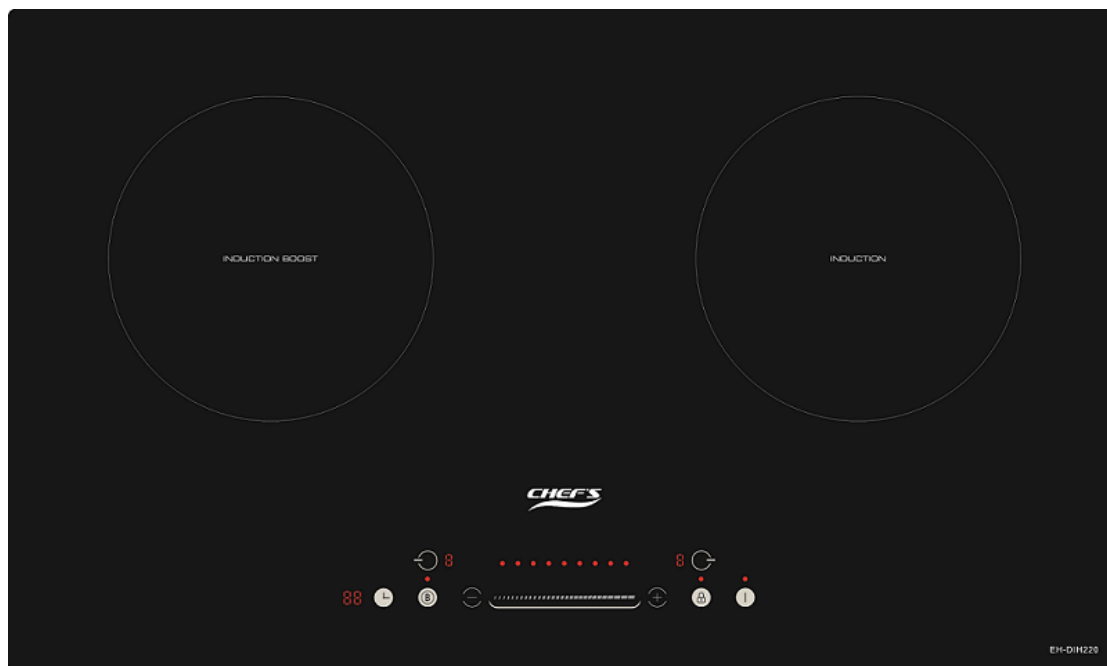 INDUCTION BOOST
INDUCTION
CHEF'S
8
8
88
B
EH-DIH220